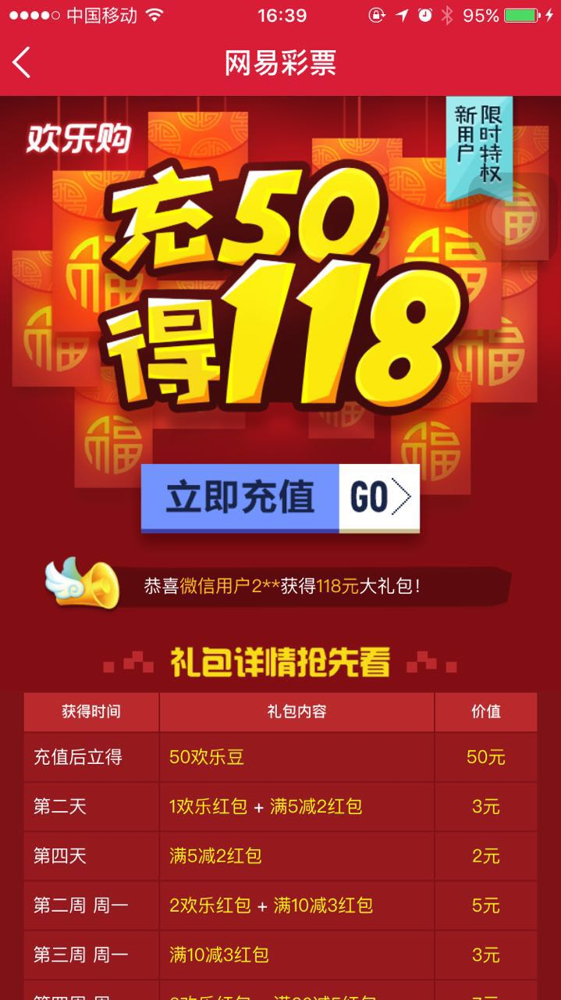 中国移动
16:39
95%
网易彩票
欢乐购
新用户
限时特权
充50
得118
立即充值 GO
恭喜微信用户2**获得118元大礼包!
礼包详情抢先看
获得时间 礼包内容 价值
充值后立得 50欢乐豆 50元
第二天 1欢乐红包 + 满5减2红包 3元
第四天 满5减2红包 2元
第二周 周一 2欢乐红包 + 满10减3红包 5元
第三周 周一 满10减3红包 3元